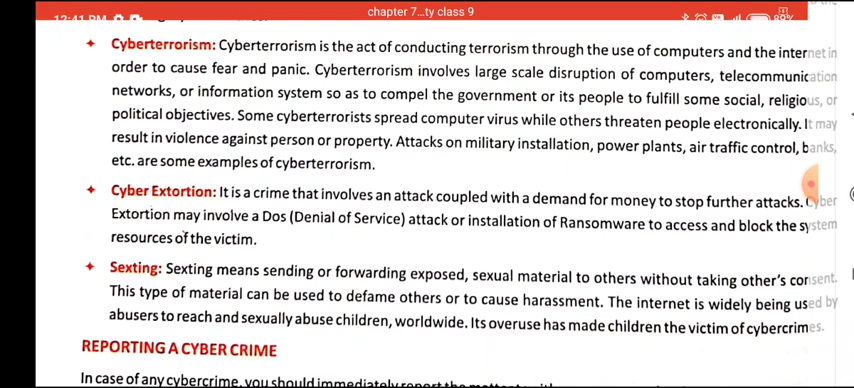 12:41 PM
chapter 7...ty class 9
89%
✦ Cyberterrorism: Cyberterrorism is the act of conducting terrorism through the use of computers and the internet in
order to cause fear and panic. Cyberterrorism involves large scale disruption of computers, telecommunication
networks, or information system so as to compel the government or its people to fulfill some social, religious, or
political objectives. Some cyberterrorists spread computer virus while others threaten people electronically. It may
result in violence against person or property. Attacks on military installation, power plants, air traffic control, banks,
etc. are some examples of cyberterrorism.
✦ Cyber Extortion: It is a crime that involves an attack coupled with a demand for money to stop further attacks. Cyber
Extortion may involve a Dos (Denial of Service) attack or installation of Ransomware to access and block the system
resources of the victim.
✦ Sexting: Sexting means sending or forwarding exposed, sexual material to others without taking other's consent.
This type of material can be used to defame others or to cause harassment. The internet is widely being used by
abusers to reach and sexually abuse children, worldwide. Its overuse has made children the victim of cybercrimes.
REPORTING A CYBER CRIME
In case of any cybercrime, you should immediately report the